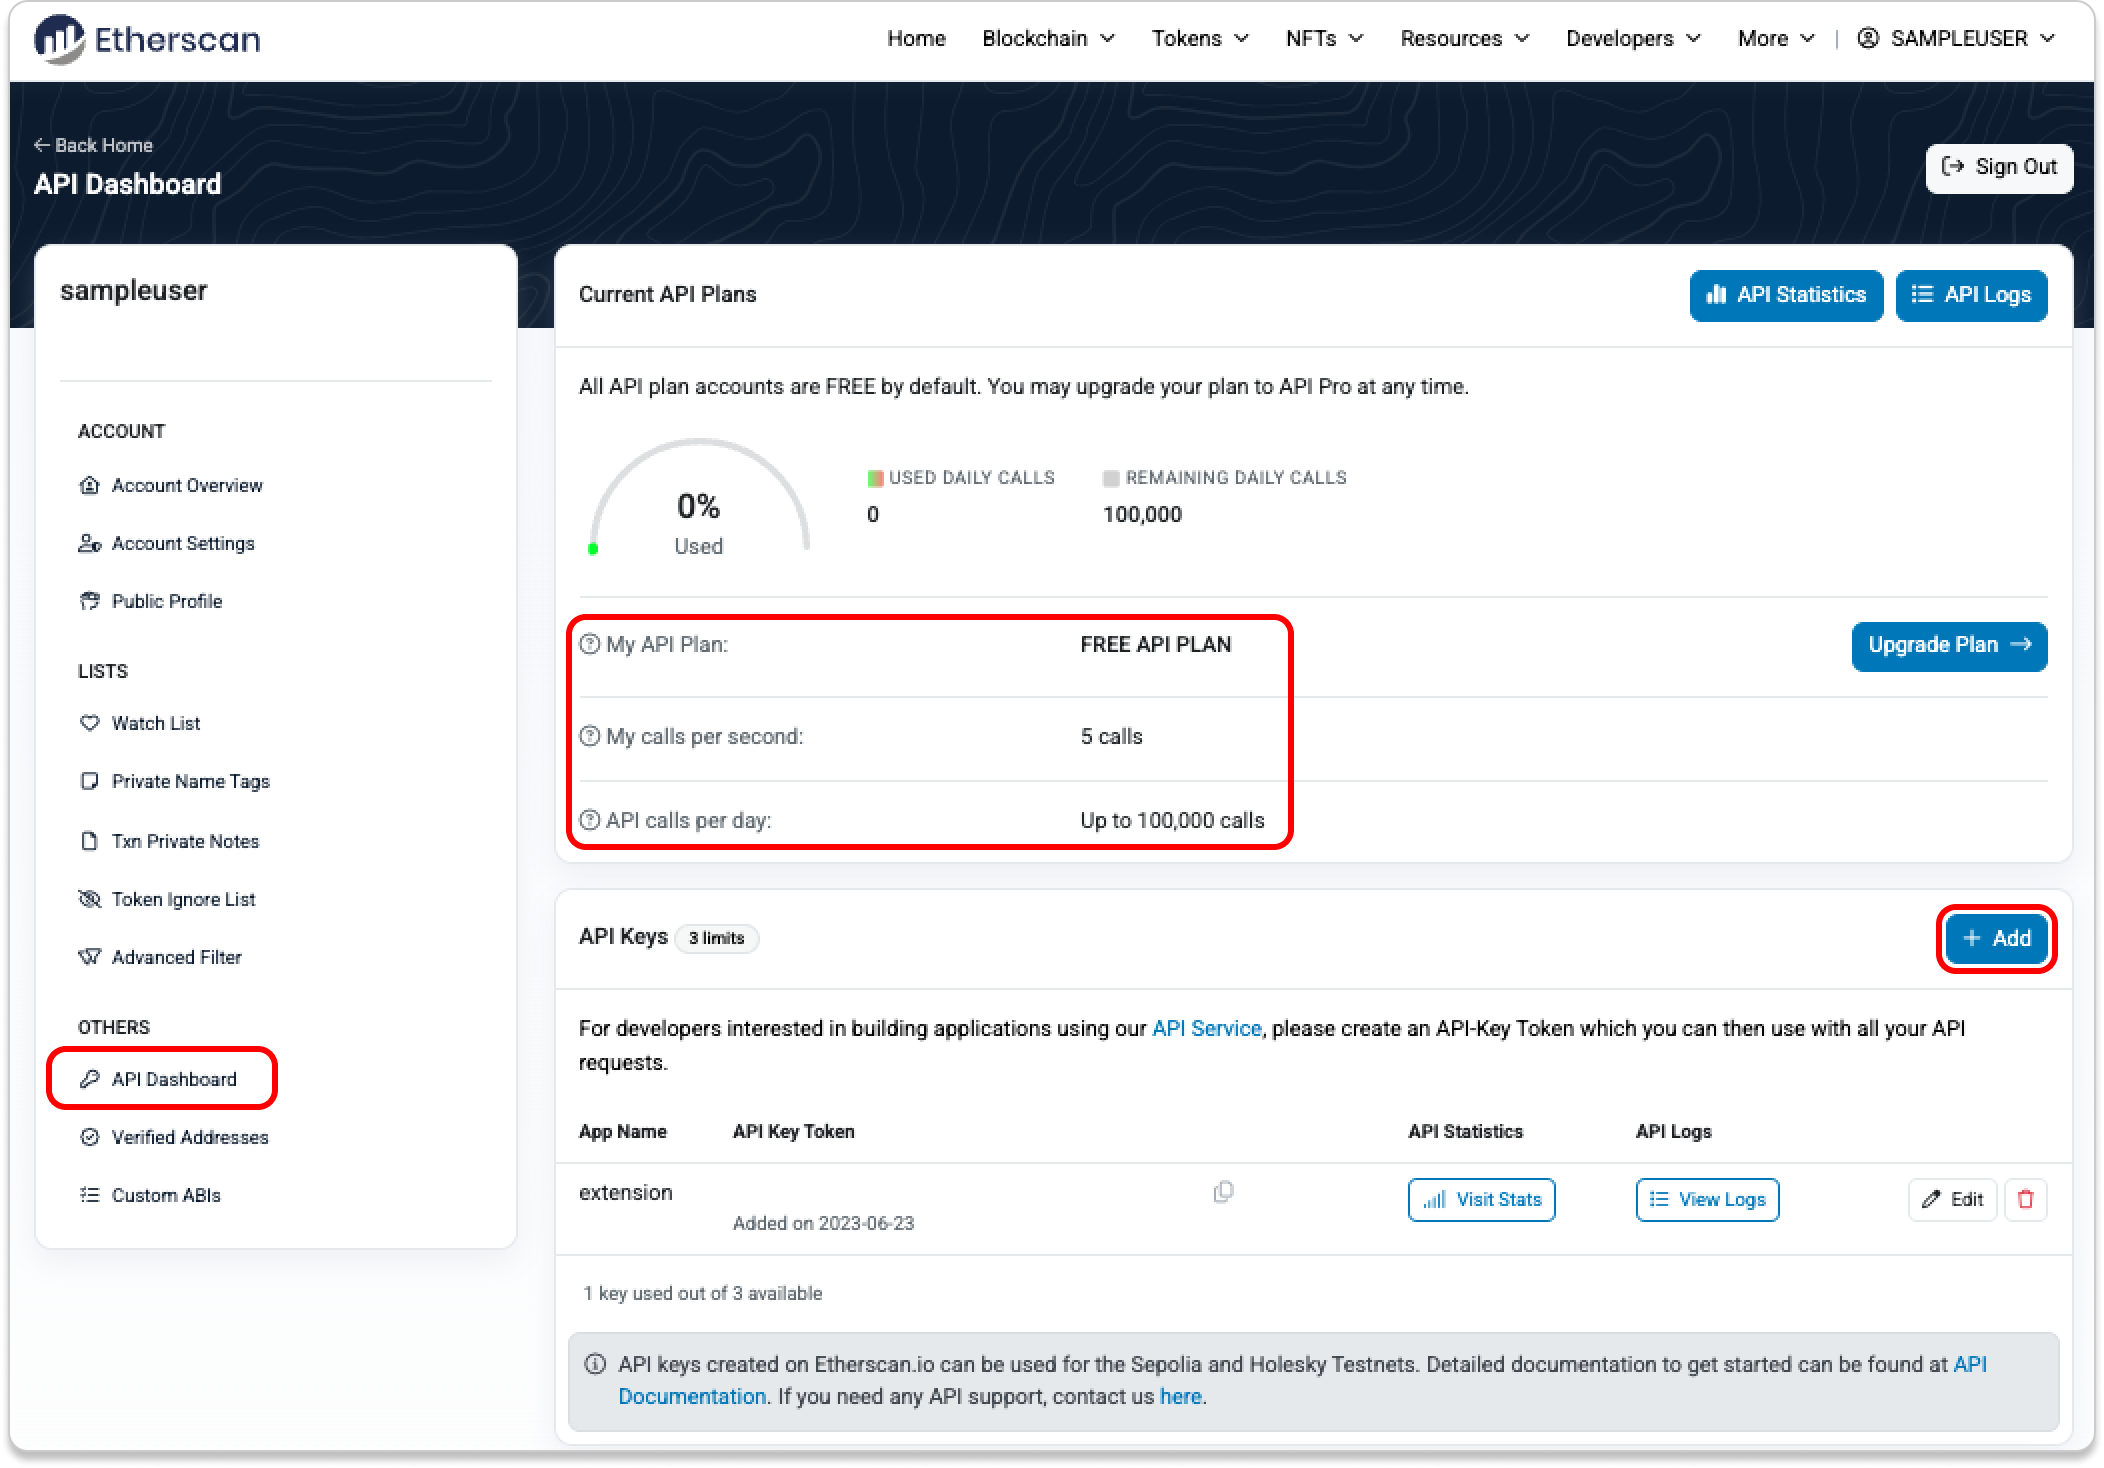 Etherscan
Home Blockchain Tokens NFTs Resources Developers More | SAMPLEUSER
← Back Home
API Dashboard
Sign Out
sampleuser
ACCOUNT
Account Overview
Account Settings
Public Profile
LISTS
Watch List
Private Name Tags
Txn Private Notes
Token Ignore List
Advanced Filter
OTHERS
API Dashboard
Verified Addresses
Custom ABIs
Current API Plans
API Statistics API Logs
All API plan accounts are FREE by default. You may upgrade your plan to API Pro at any time.
0%
Used
USED DAILY CALLS
0
REMAINING DAILY CALLS
100,000
My API Plan: FREE API PLAN
Upgrade Plan →
My calls per second: 5 calls
API calls per day: Up to 100,000 calls
API Keys 3 limits
+ Add
For developers interested in building applications using our API Service, please create an API-Key Token which you can then use with all your API
requests.
App Name API Key Token API Statistics API Logs
extension Visit Stats View Logs Edit
Added on 2023-06-23
1 key used out of 3 available
API keys created on Etherscan.io can be used for the Sepolia and Holesky Testnets. Detailed documentation to get started can be found at API
Documentation. If you need any API support, contact us here.